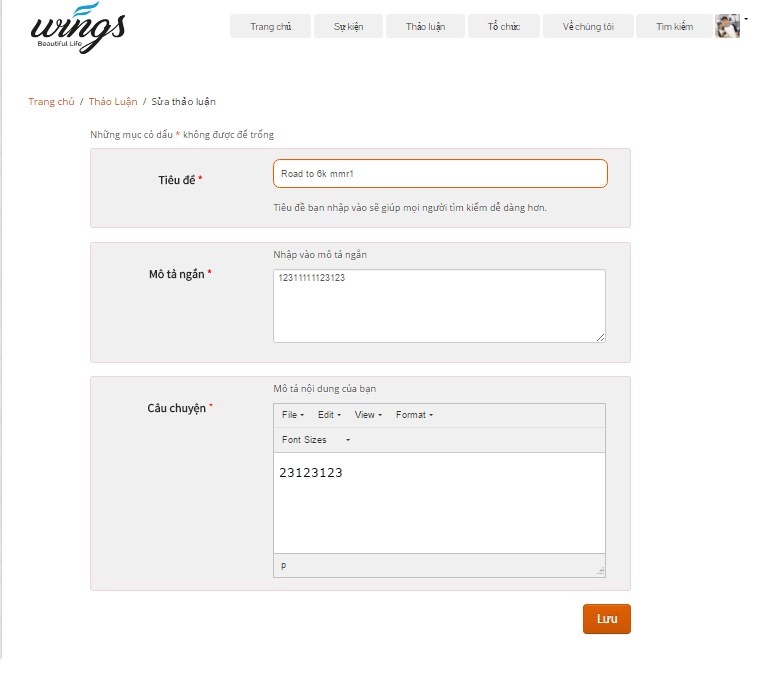 wings
Beautiful Life
Trang chủ Sự kiện Thảo luận Tổ chức Về chúng tôi Tìm kiếm
Trang chủ / Thảo Luận / Sửa thảo luận
Những mục có dấu * không được để trống
Tiêu đề *
Road to 6k mmr1
Tiêu đề bạn nhập vào sẽ giúp mọi người tìm kiếm dễ dàng hơn.
Nhập vào mô tả ngắn
Mô tả ngắn *
12311111123123
Mô tả nội dung của bạn
Câu chuyện *
File Edit View Format
Font Sizes
23123123
p
Lưu